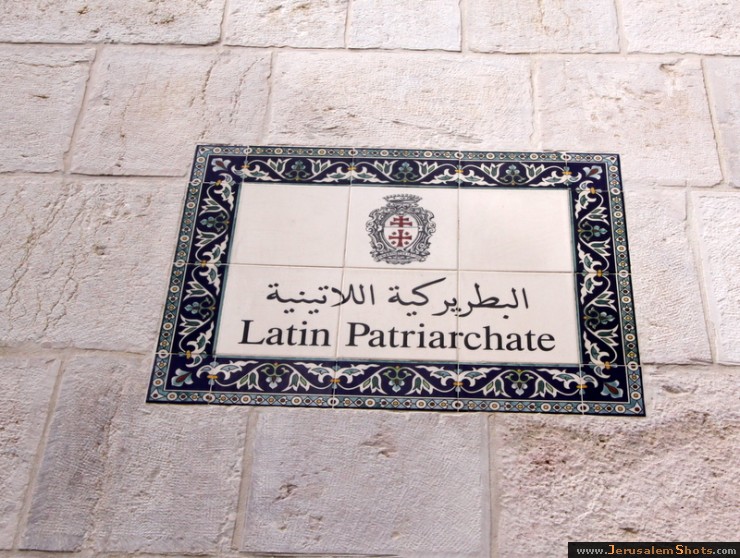 البطريركية اللاتينية
Latin Patriarchate
www.JerusalemShots.com